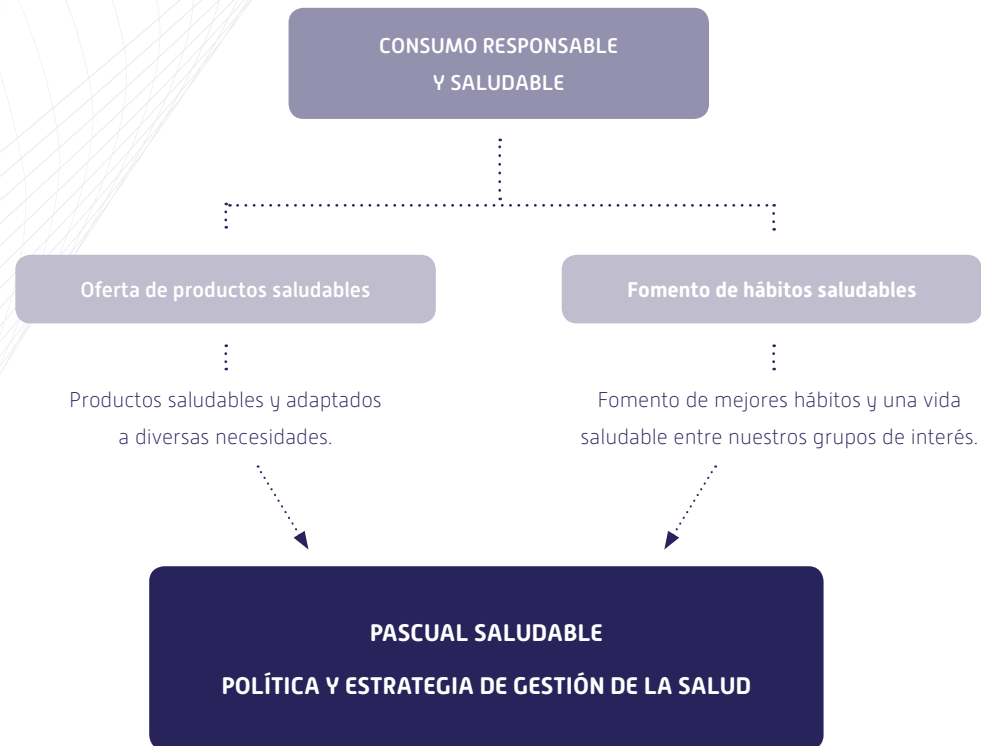 CONSUMO RESPONSABLE
Y SALUDABLE
Oferta de productos saludables
Fomento de hábitos saludables
Productos saludables y adaptados
a diversas necesidades.
Fomento de mejores hábitos y una vida
saludable entre nuestros grupos de interés.
PASCUAL SALUDABLE
POLÍTICA Y ESTRATEGIA DE GESTIÓN DE LA SALUD